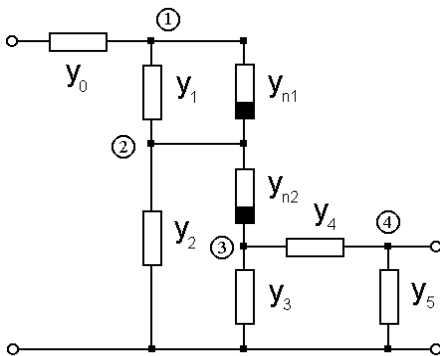 ①
y₀
y₁
yₙ₁
②
yₙ₂
y₂
③
y₄
④
y₃
y₅